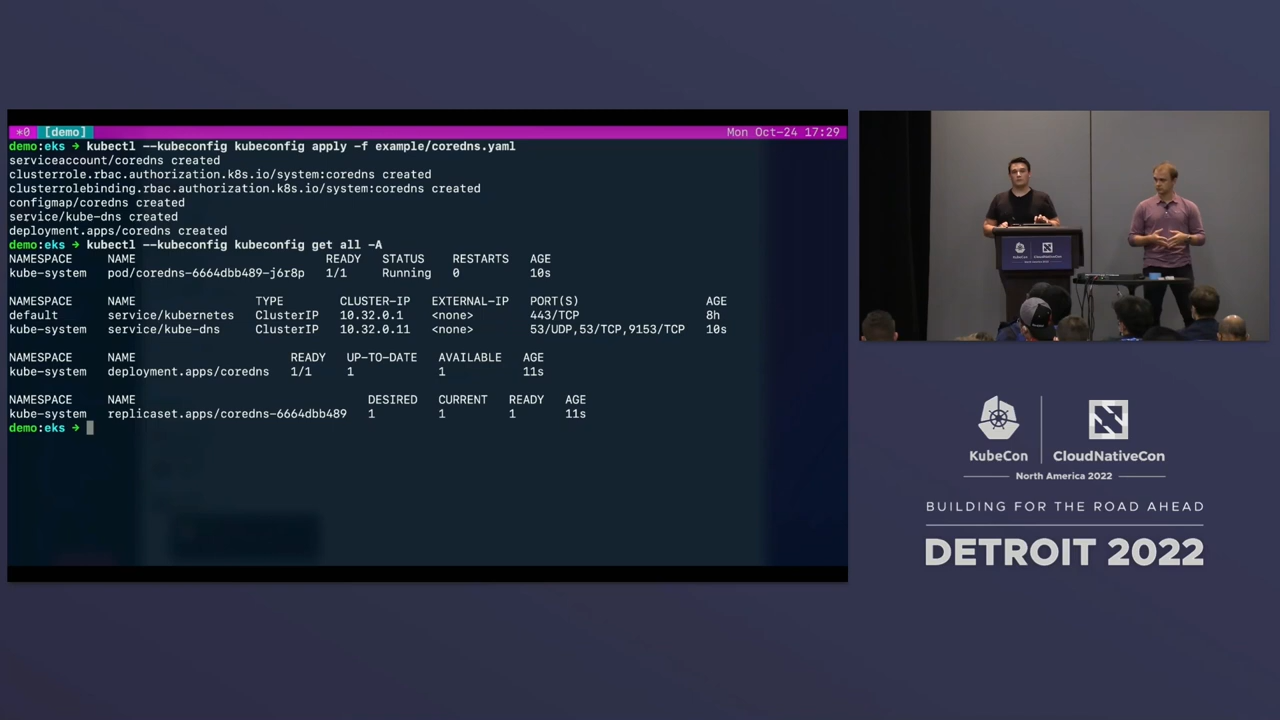 *0 [demo] Mon Oct-24 17:29
demo:eks → kubectl --kubeconfig kubeconfig apply -f example/coredns.yaml
serviceaccount/coredns created
clusterrole.rbac.authorization.k8s.io/system:coredns created
clusterrolebinding.rbac.authorization.k8s.io/system:coredns created
configmap/coredns created
service/kube-dns created
deployment.apps/coredns created
demo:eks → kubectl --kubeconfig kubeconfig get all -A
NAMESPACE NAME READY STATUS RESTARTS AGE
kube-system pod/coredns-6664dbb489-j6r8p 1/1 Running 0 10s
NAMESPACE NAME TYPE CLUSTER-IP EXTERNAL-IP PORT(S) AGE
default service/kubernetes ClusterIP 10.32.0.1 <none> 443/TCP 8h
kube-system service/kube-dns ClusterIP 10.32.0.11 <none> 53/UDP,53/TCP,9153/TCP 10s
NAMESPACE NAME READY UP-TO-DATE AVAILABLE AGE
kube-system deployment.apps/coredns 1/1 1 1 11s
NAMESPACE NAME DESIRED CURRENT READY AGE
kube-system replicaset.apps/coredns-6664dbb489 1 1 1 11s
demo:eks →
KubeCon CloudNativeCon
KubeCon CloudNativeCon
North America 2022
BUILDING FOR THE ROAD AHEAD
DETROIT 2022